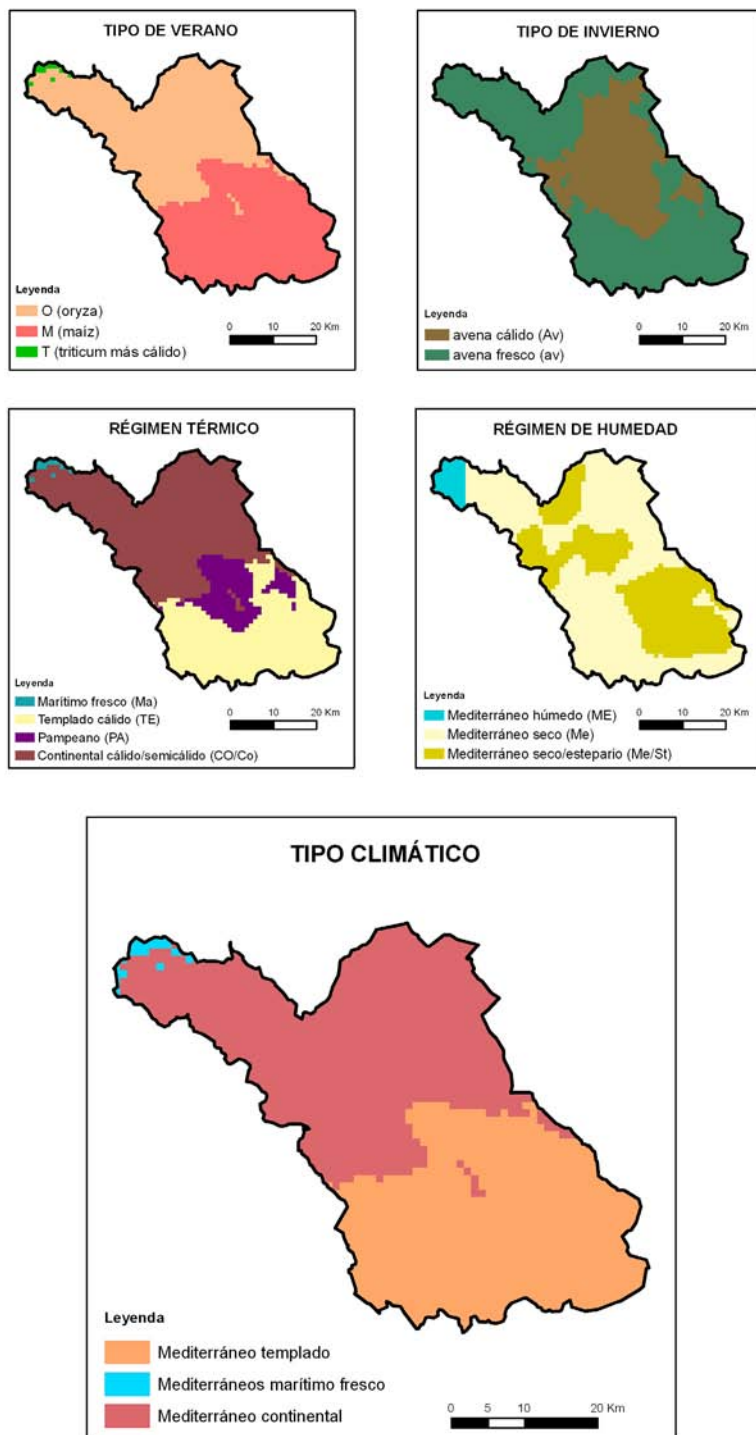 TIPO DE VERANO
Leyenda
O (oryza)
M (maíz)
T (triticum más cálido)
0 10 20 Km
TIPO DE INVIERNO
Leyenda
avena cálido (Av)
avena fresco (av)
0 10 20 Km
RÉGIMEN TÉRMICO
Leyenda
Marítimo fresco (Ma)
Templado cálido (TE)
Pampeano (PA)
Continental cálido/semicálido (CO/Co)
0 10 20 Km
RÉGIMEN DE HUMEDAD
Leyenda
Mediterráneo húmedo (ME)
Mediterráneo seco (Me)
Mediterráneo seco/estepario (Me/St)
0 10 20 Km
TIPO CLIMÁTICO
Leyenda
Mediterráneo templado
Mediterráneos marítimo fresco
Mediterráneo continental
0 5 10 20 Km